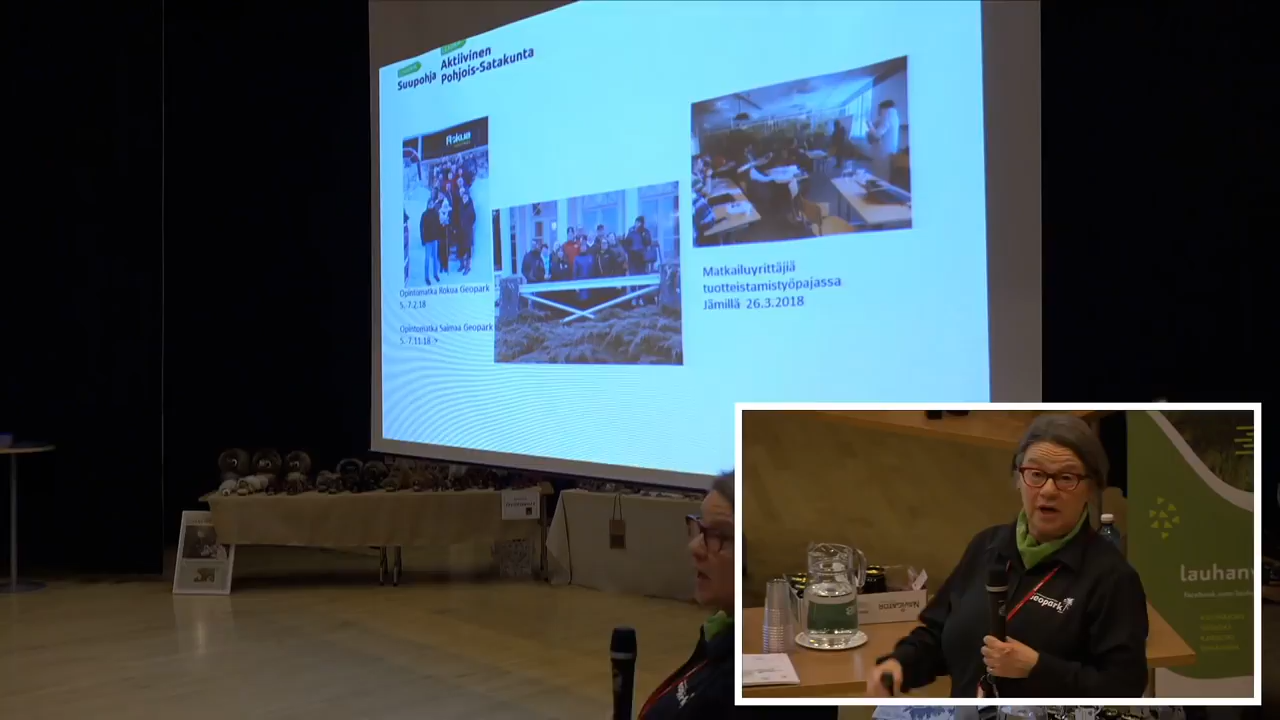 Suupohja
Aktiivinen
Pohjois-Satakunta
Rokua
Opintomatka Rokua Geopark
5.-7.2.18
Opintomatka Saimaa Geopark
5.-7.11.18 >
Matkailuyrittäjiä
tuotteistamistyöpajassa
Jämillä 26.3.2018
Geopark
lauhanv